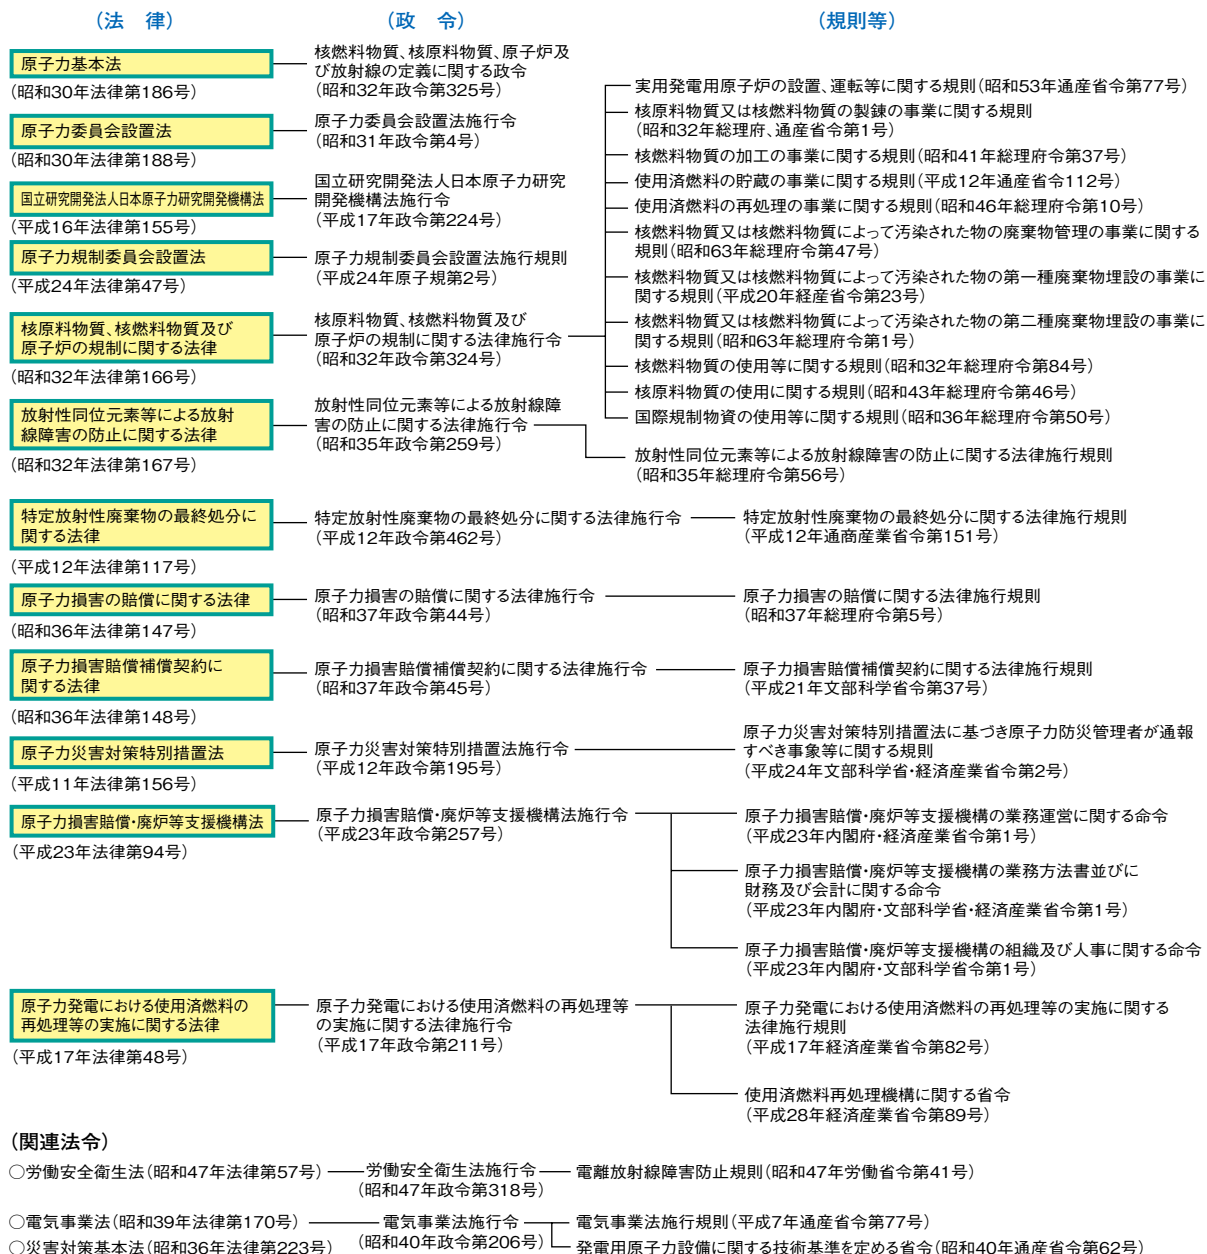 （法　律）
（政　令）
（規則等）
原子力基本法
（昭和30年法律第186号）
核燃料物質、核原料物質、原子炉及
び放射線の定義に関する政令
（昭和32年政令第325号）
原子力委員会設置法
（昭和30年法律第188号）
原子力委員会設置法施行令
（昭和31年政令第4号）
国立研究開発法人日本原子力研究開発機構法
（平成16年法律第155号）
国立研究開発法人日本原子力研究
開発機構法施行令
（平成17年政令第224号）
原子力規制委員会設置法
（平成24年法律第47号）
原子力規制委員会設置法施行規則
（平成24年原子規第2号）
核原料物質、核燃料物質及び
原子炉の規制に関する法律
（昭和32年法律第166号）
核原料物質、核燃料物質及び
原子炉の規制に関する法律施行令
（昭和32年政令第324号）
実用発電用原子炉の設置、運転等に関する規則（昭和53年通産省令第77号）
核原料物質又は核燃料物質の製錬の事業に関する規則
（昭和32年総理府、通産省令第1号）
核燃料物質の加工の事業に関する規則（昭和41年総理府令第37号）
使用済燃料の貯蔵の事業に関する規則（平成12年通産省令112号）
使用済燃料の再処理の事業に関する規則（昭和46年総理府令第10号）
核燃料物質又は核燃料物質によって汚染された物の廃棄物管理の事業に関する
規則（昭和63年総理府令第47号）
核燃料物質又は核燃料物質によって汚染された物の第一種廃棄物埋設の事業に
関する規則（平成20年経産省令第23号）
核燃料物質又は核燃料物質によって汚染された物の第二種廃棄物埋設の事業に
関する規則（昭和63年総理府令第1号）
核燃料物質の使用等に関する規則（昭和32年総理府令第84号）
核原料物質の使用に関する規則（昭和43年総理府令第46号）
国際規制物資の使用等に関する規則（昭和36年総理府令第50号）
放射性同位元素等による放射
線障害の防止に関する法律
（昭和32年法律第167号）
放射性同位元素等による放射線障
害の防止に関する法律施行令
（昭和35年政令第259号）
放射性同位元素等による放射線障害の防止に関する法律施行規則
（昭和35年総理府令第56号）
特定放射性廃棄物の最終処分に
関する法律
（平成12年法律第117号）
特定放射性廃棄物の最終処分に関する法律施行令
（平成12年政令第462号）
特定放射性廃棄物の最終処分に関する法律施行規則
（平成12年通商産業省令第151号）
原子力損害の賠償に関する法律
（昭和36年法律第147号）
原子力損害の賠償に関する法律施行令
（昭和37年政令第44号）
原子力損害の賠償に関する法律施行規則
（昭和37年総理府令第5号）
原子力損害賠償補償契約に
関する法律
（昭和36年法律第148号）
原子力損害賠償補償契約に関する法律施行令
（昭和37年政令第45号）
原子力損害賠償補償契約に関する法律施行規則
（平成21年文部科学省令第37号）
原子力災害対策特別措置法
（平成11年法律第156号）
原子力災害対策特別措置法施行令
（平成12年政令第195号）
原子力災害対策特別措置法に基づき原子力防災管理者が通報
すべき事象等に関する規則
（平成24年文部科学省・経済産業省令第2号）
原子力損害賠償・廃炉等支援機構法
（平成23年法律第94号）
原子力損害賠償・廃炉等支援機構法施行令
（平成23年政令第257号）
原子力損害賠償・廃炉等支援機構の業務運営に関する命令
（平成23年内閣府・経済産業省令第1号）
原子力損害賠償・廃炉等支援機構の業務方法書並びに
財務及び会計に関する命令
（平成23年内閣府・文部科学省・経済産業省令第1号）
原子力損害賠償・廃炉等支援機構の組織及び人事に関する命令
（平成23年内閣府・文部科学省令第1号）
原子力発電における使用済燃料の
再処理等の実施に関する法律
（平成17年法律第48号）
原子力発電における使用済燃料の再処理等
の実施に関する法律施行令
（平成17年政令第211号）
原子力発電における使用済燃料の再処理等の実施に関する
法律施行規則
（平成17年経済産業省令第82号）
使用済燃料再処理機構に関する省令
（平成28年経済産業省令第89号）
（関連法令）
○労働安全衛生法（昭和47年法律第57号）
労働安全衛生法施行令
（昭和47年政令第318号）
電離放射線障害防止規則（昭和47年労働省令第41号）
○電気事業法（昭和39年法律第170号）
電気事業法施行令
（昭和40年政令第206号）
電気事業法施行規則（平成7年通産省令第77号）
○災害対策基本法（昭和36年法律第223号）
発電用原子力設備に関する技術基準を定める省令（昭和40年通産省令第62号）